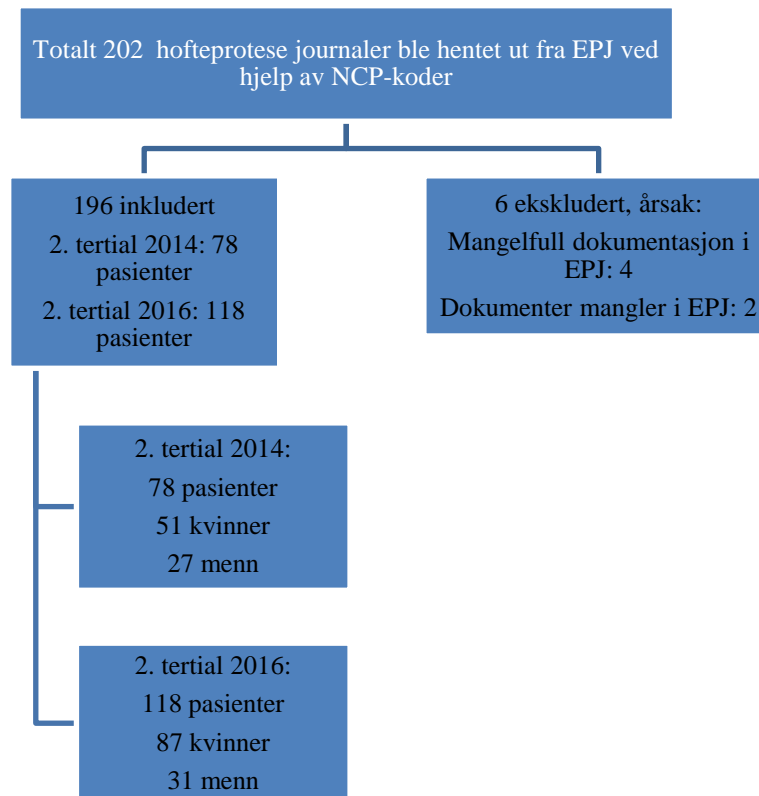 Totalt 202 hofteprotese journaler ble hentet ut fra EPJ ved
hjelp av NCP-koder
196 inkludert
2. tertial 2014: 78
pasienter
2. tertial 2016: 118
pasienter
6 ekskludert, årsak:
Mangelfull dokumentasjon i
EPJ: 4
Dokumenter mangler i EPJ: 2
2. tertial 2014:
78 pasienter
51 kvinner
27 menn
2. tertial 2016:
118 pasienter
87 kvinner
31 menn